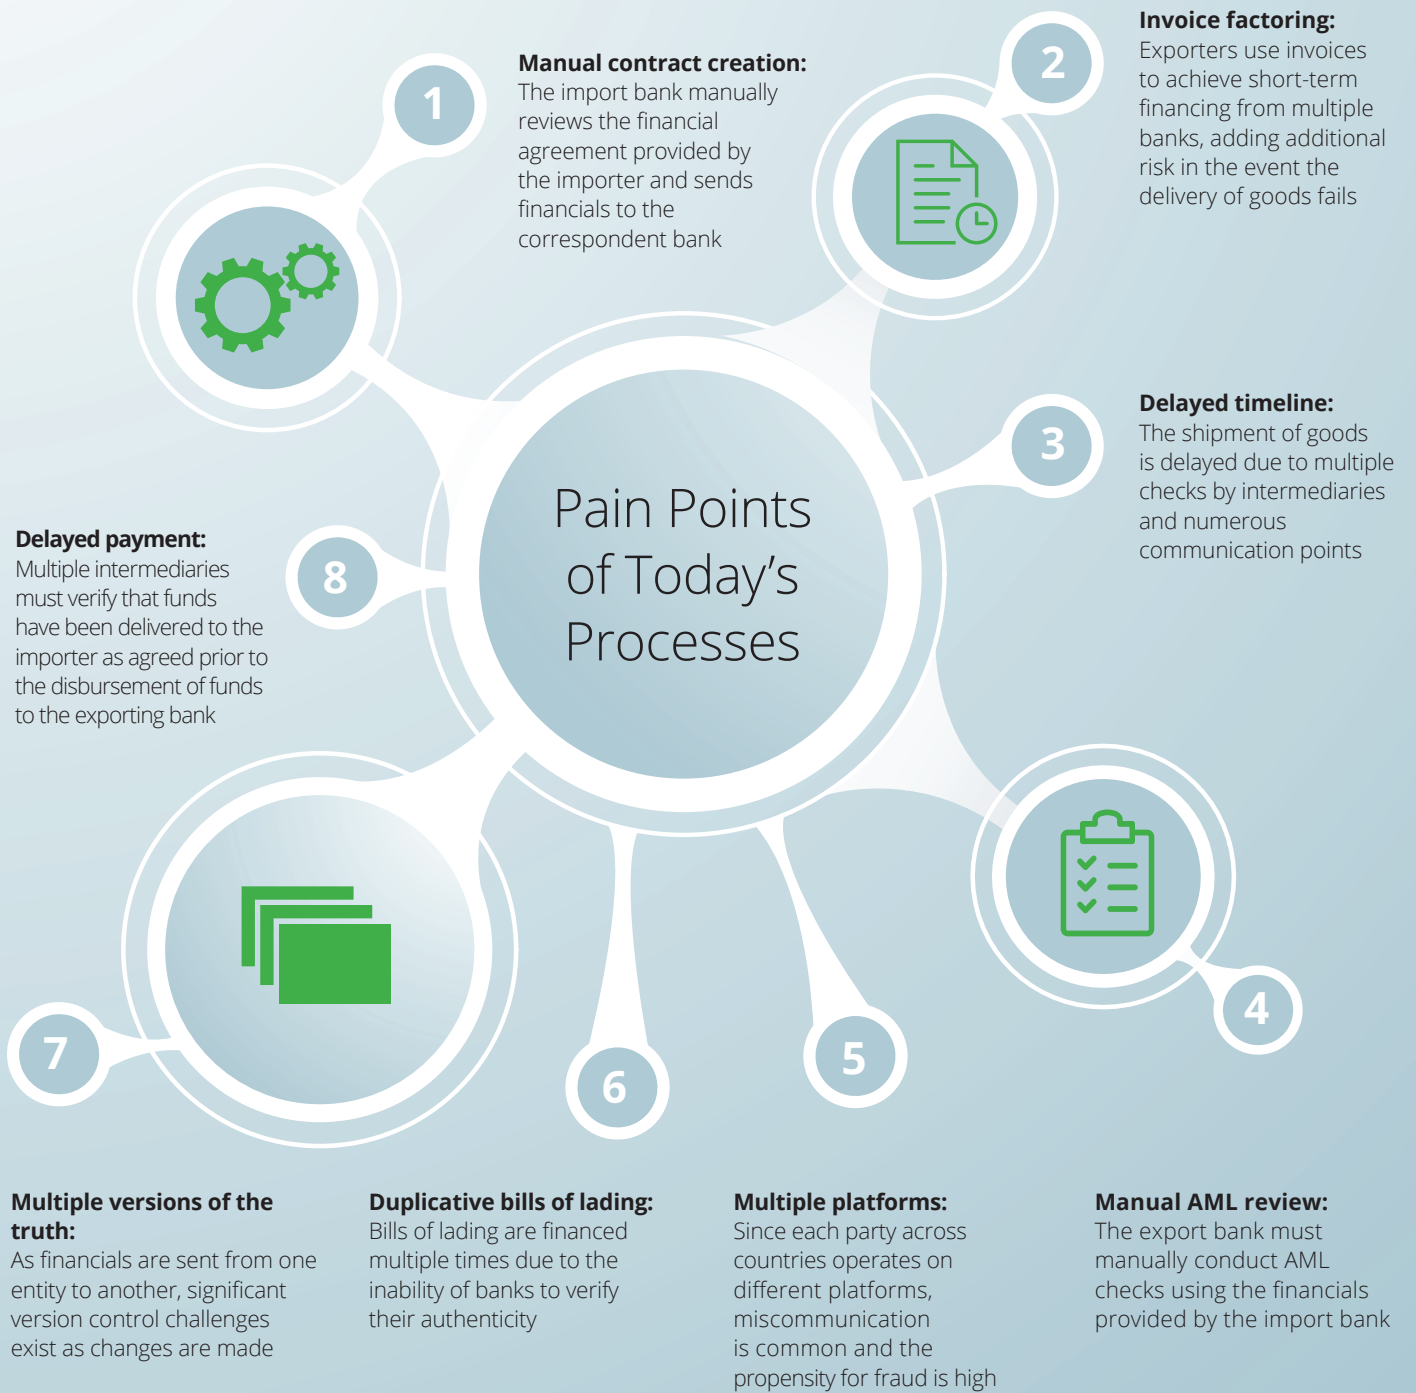 1
Manual contract creation:
The import bank manually
reviews the financial
agreement provided by
the importer and sends
financials to the
correspondent bank
2
Invoice factoring:
Exporters use invoices
to achieve short-term
financing from multiple
banks, adding additional
risk in the event the
delivery of goods fails
Pain Points
of Today’s
Processes
3
Delayed timeline:
The shipment of goods
is delayed due to multiple
checks by intermediaries
and numerous
communication points
Delayed payment:
Multiple intermediaries
must verify that funds
have been delivered to the
importer as agreed prior to
the disbursement of funds
to the exporting bank
8
7
6
5
4
Multiple versions of the
truth:
As financials are sent from one
entity to another, significant
version control challenges
exist as changes are made
Duplicative bills of lading:
Bills of lading are financed
multiple times due to the
inability of banks to verify
their authenticity
Multiple platforms:
Since each party across
countries operates on
different platforms,
miscommunication
is common and the
propensity for fraud is high
Manual AML review:
The export bank must
manually conduct AML
checks using the financials
provided by the import bank